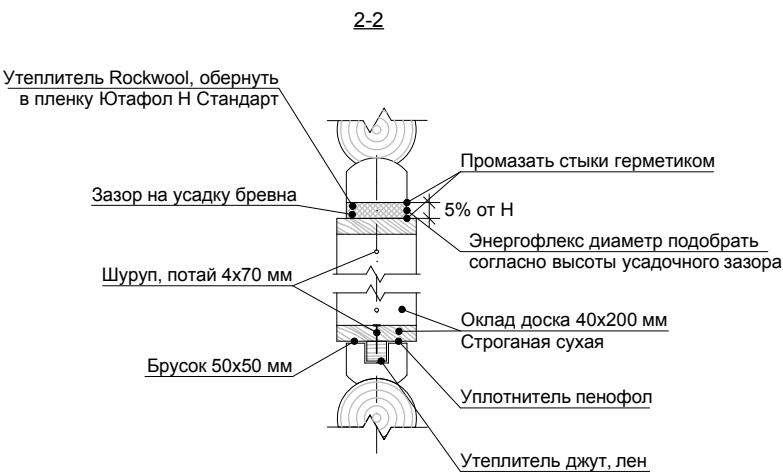 2-2
Утеплитель Rockwool, обернуть
в пленку Ютафол Н Стандарт
Промазать стыки герметиком
Зазор на усадку бревна
5% от Н
Энергофлекс диаметр подобрать
согласно высоты усадочного зазора
Шуруп, потай 4х70 мм
Оклад доска 40х200 мм
Строганая сухая
Брусок 50х50 мм
Уплотнитель пенофол
Утеплитель джут, лен